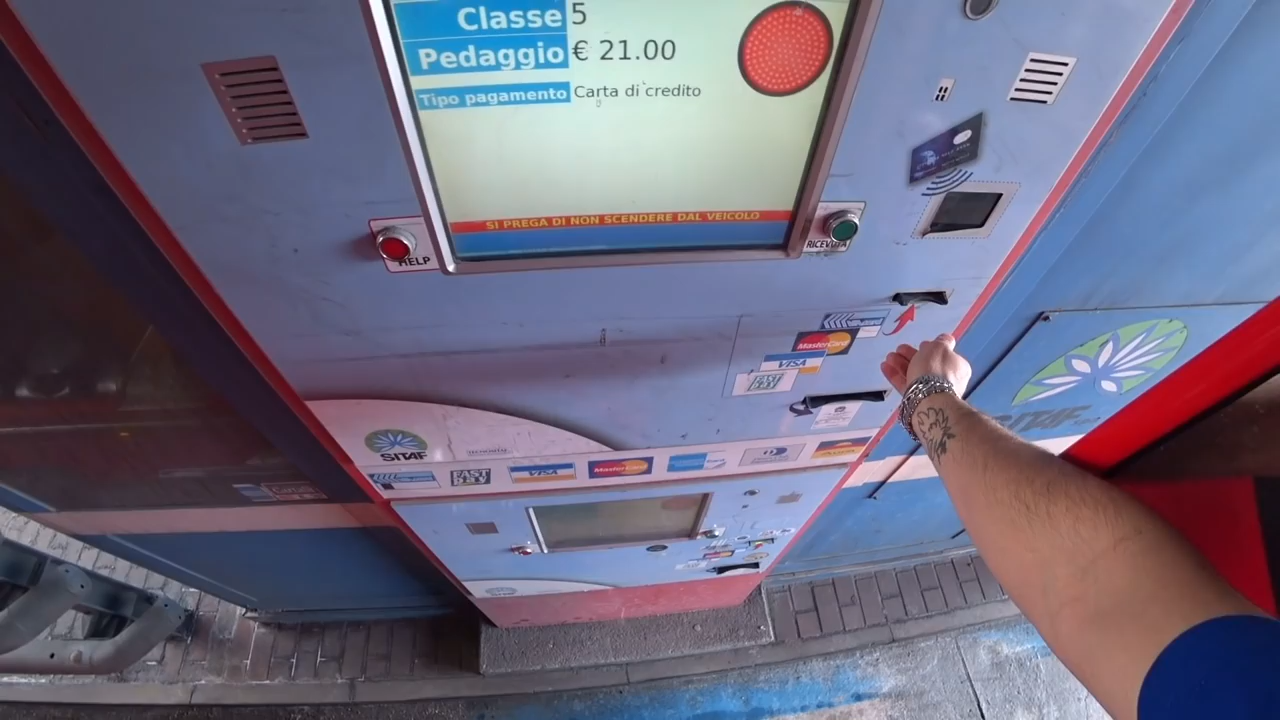 Classe 5
Pedaggio € 21.00
Tipo pagamento Carta di credito
SI PREGA DI NON SCENDERE DAL VEICOLO
HELP
RICEVUTA
MasterCard
VISA
FAST PAY
SITAF
SITAF
FAST PAY
VISA
MasterCard